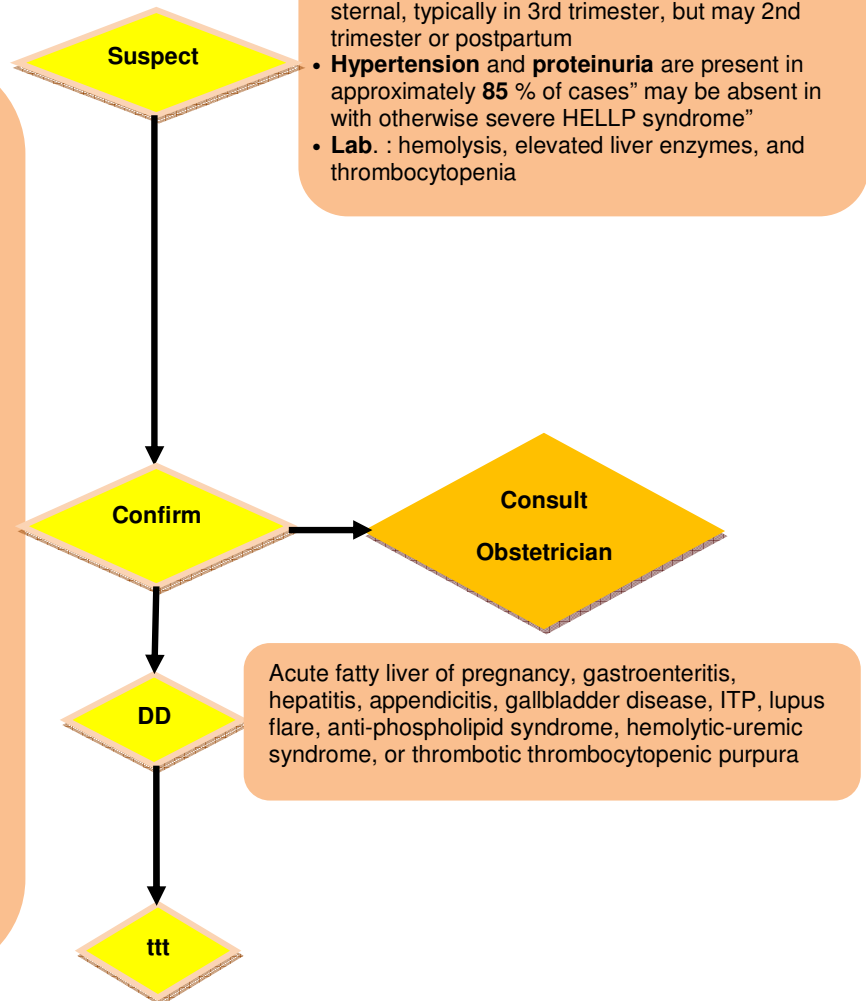 sternal, typically in 3rd trimester, but may 2nd
trimester or postpartum
Suspect
• Hypertension and proteinuria are present in
approximately 85 % of cases” may be absent in
with otherwise severe HELLP syndrome”
• Lab. : hemolysis, elevated liver enzymes, and
thrombocytopenia
Confirm
Consult
Obstetrician
DD
Acute fatty liver of pregnancy, gastroenteritis,
hepatitis, appendicitis, gallbladder disease, ITP, lupus
flare, anti-phospholipid syndrome, hemolytic-uremic
syndrome, or thrombotic thrombocytopenic purpura
ttt